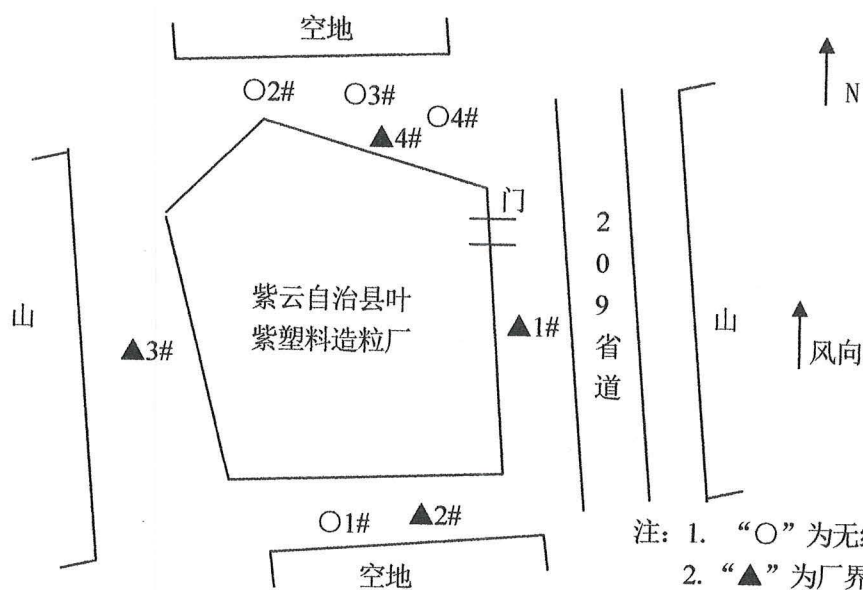 空地
○2#
○3#
○4#
▲4#
N
门
209省道
山
紫云自治县叶
紫塑料造粒厂
▲1#
山
▲3#
风向
○1#
▲2#
空地
注：1. “○”为无
2. “▲”为厂界